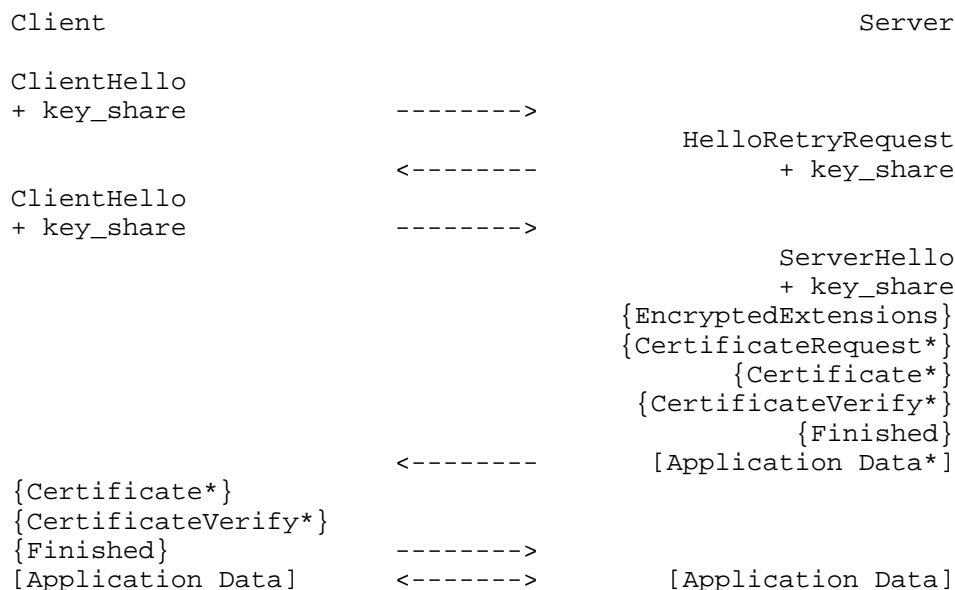 Client                                               Server

ClientHello
+ key_share             -------->
                                         HelloRetryRequest
                        <--------               + key_share
ClientHello
+ key_share             -------->
                                                ServerHello
                                                + key_share
                                      {EncryptedExtensions}
                                      {CertificateRequest*}
                                             {Certificate*}
                                       {CertificateVerify*}
                                                 {Finished}
                        <--------       [Application Data*]
{Certificate*}
{CertificateVerify*}
{Finished}              -------->
[Application Data]      <------->        [Application Data]